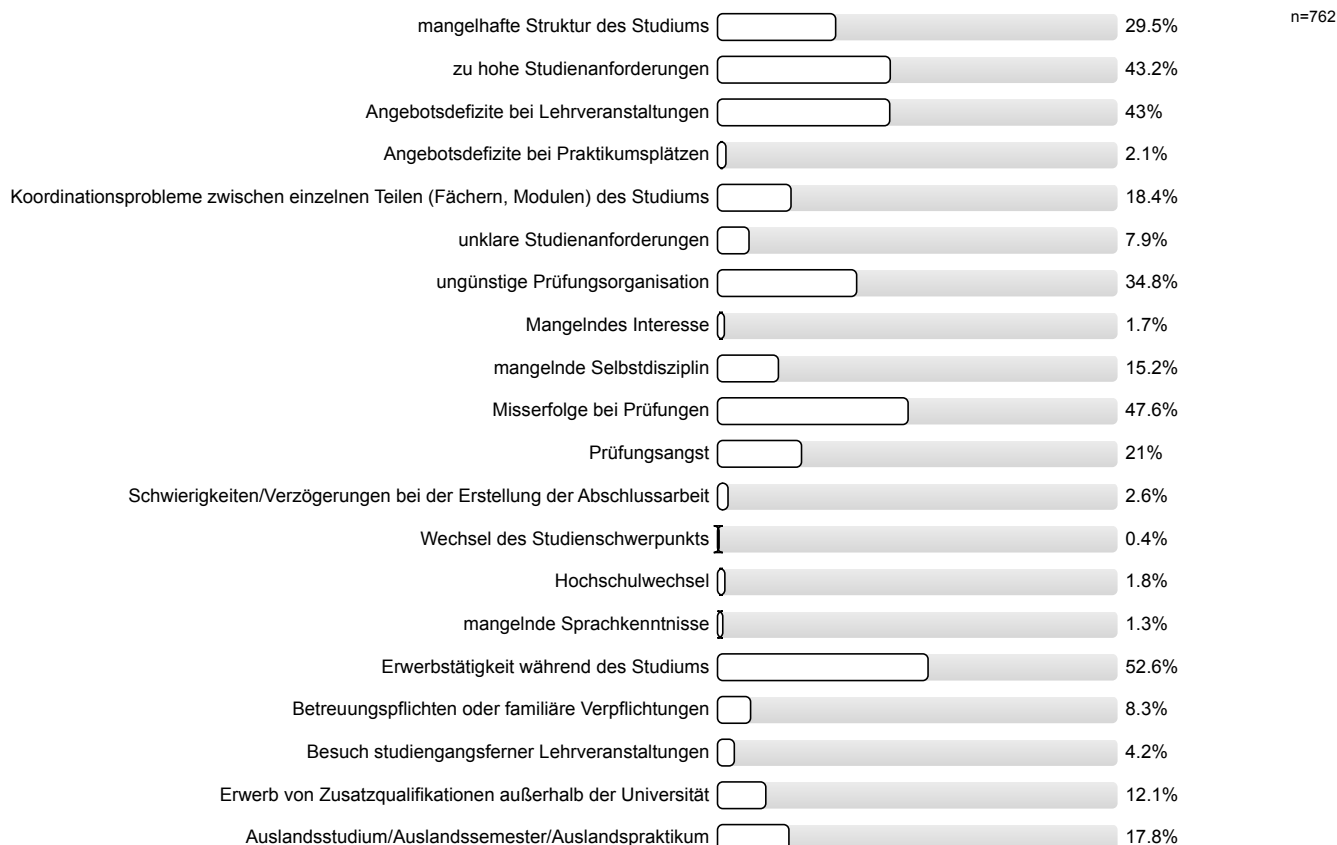 n=762
mangelhafte Struktur des Studiums 29.5%
zu hohe Studienanforderungen 43.2%
Angebotsdefizite bei Lehrveranstaltungen 43%
Angebotsdefizite bei Praktikumsplätzen 2.1%
Koordinationsprobleme zwischen einzelnen Teilen (Fächern, Modulen) des Studiums 18.4%
unklare Studienanforderungen 7.9%
ungünstige Prüfungsorganisation 34.8%
Mangelndes Interesse 1.7%
mangelnde Selbstdisziplin 15.2%
Misserfolge bei Prüfungen 47.6%
Prüfungsangst 21%
Schwierigkeiten/Verzögerungen bei der Erstellung der Abschlussarbeit 2.6%
Wechsel des Studienschwerpunkts 0.4%
Hochschulwechsel 1.8%
mangelnde Sprachkenntnisse 1.3%
Erwerbstätigkeit während des Studiums 52.6%
Betreuungspflichten oder familiäre Verpflichtungen 8.3%
Besuch studiengangsferner Lehrveranstaltungen 4.2%
Erwerb von Zusatzqualifikationen außerhalb der Universität 12.1%
Auslandsstudium/Auslandssemester/Auslandspraktikum 17.8%